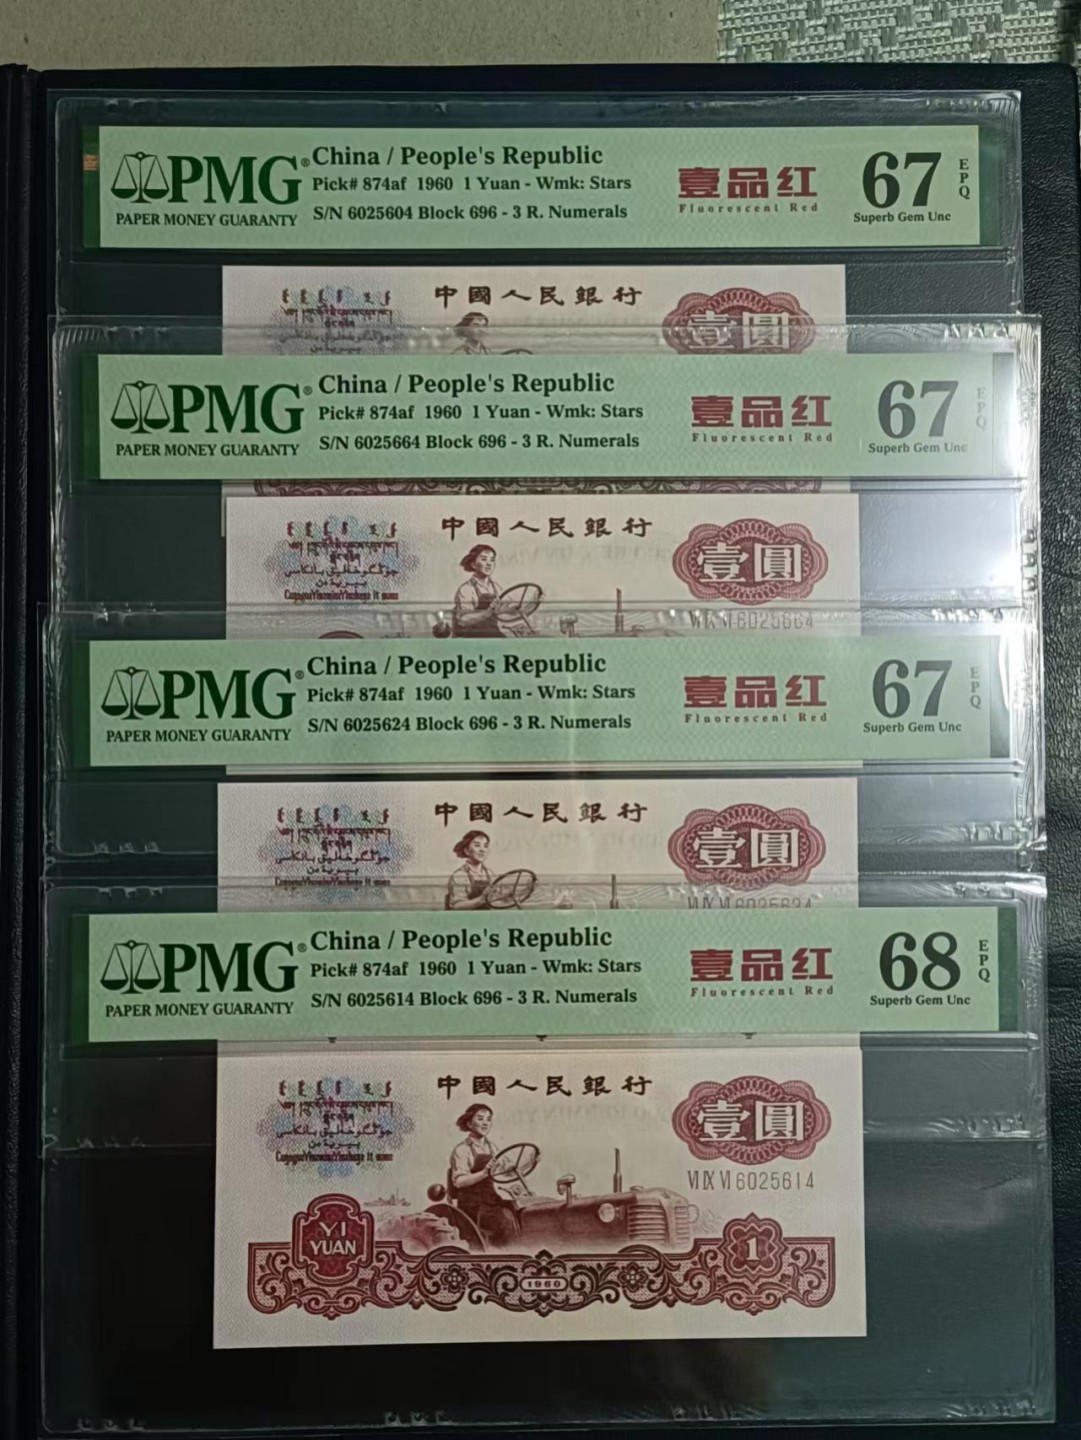 PMG®
PAPER MONEY GUARANTY
China / People's Republic
Pick# 874af 1960 1 Yuan - Wmk: Stars
S/N 6025604 Block 696 - 3 R. Numerals
壹品红
Fluorescent Red
67 EPQ
Superb Gem Unc
中國人民銀行
壹圓
PMG®
PAPER MONEY GUARANTY
China / People's Republic
Pick# 874af 1960 1 Yuan - Wmk: Stars
S/N 6025664 Block 696 - 3 R. Numerals
壹品红
Fluorescent Red
67 EPQ
Superb Gem Unc
中國人民銀行
壹圓
Ⅵ Ⅸ Ⅵ 6025664
PMG®
PAPER MONEY GUARANTY
China / People's Republic
Pick# 874af 1960 1 Yuan - Wmk: Stars
S/N 6025624 Block 696 - 3 R. Numerals
壹品红
Fluorescent Red
67 EPQ
Superb Gem Unc
中國人民銀行
壹圓
Ⅵ Ⅸ Ⅵ 6025624
PMG®
PAPER MONEY GUARANTY
China / People's Republic
Pick# 874af 1960 1 Yuan - Wmk: Stars
S/N 6025614 Block 696 - 3 R. Numerals
壹品红
Fluorescent Red
68 EPQ
Superb Gem Unc
中國人民銀行
壹圓
Ⅵ Ⅸ Ⅵ 6025614
YI
YUAN
1
1960